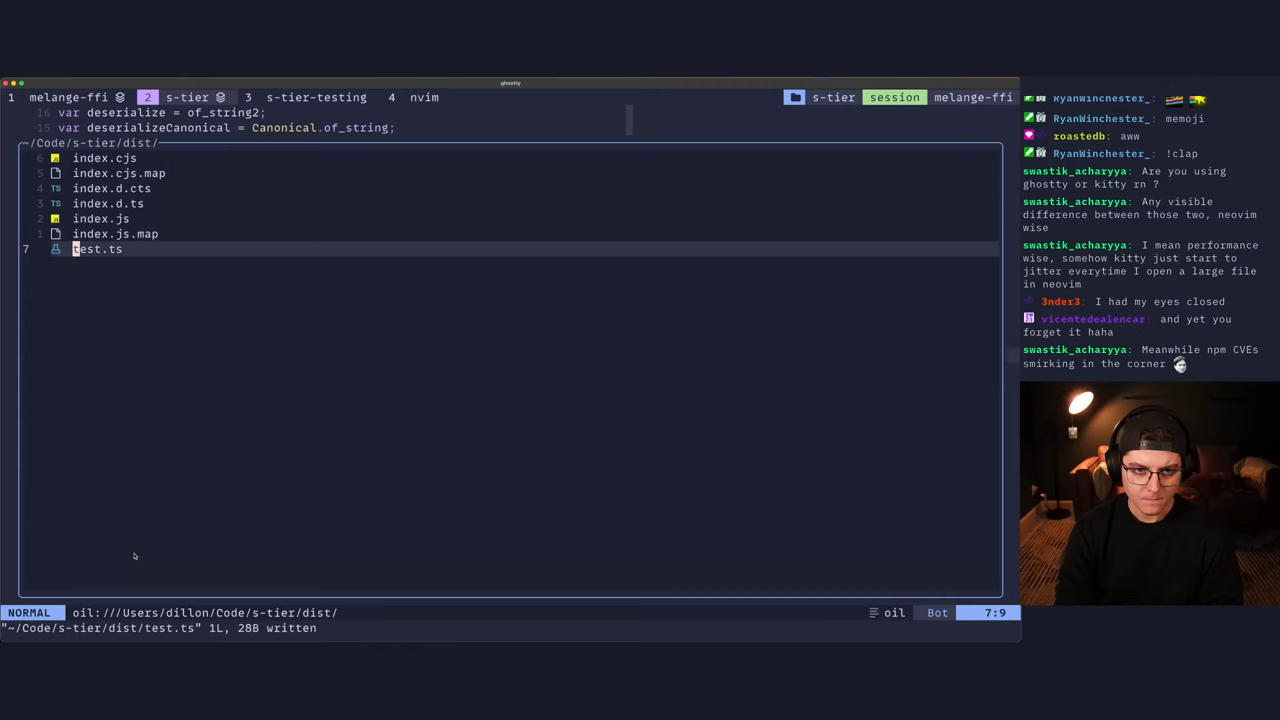 ghostty
1 melange-ffi 2 s-tier 3 s-tier-testing 4 nvim s-tier session melange-ffi
16 var deserialize = of_string2;
15 var deserializeCanonical = Canonical.of_string;
~/Code/s-tier/dist/
6 index.cjs
5 index.cjs.map
4 TS index.d.cts
3 TS index.d.ts
2 index.js
1 index.js.map
7 test.ts
NORMAL oil:///Users/dillon/Code/s-tier/dist/ oil Bot 7:9
"~/Code/s-tier/dist/test.ts" 1L, 28B written
RyanWinchester_:
RyanWinchester_: memoji
roastedb: aww
RyanWinchester_: !clap
swastik_acharyya: Are you using
ghostty or kitty rn ?
swastik_acharyya: Any visible
difference between those two, neovim
wise
swastik_acharyya: I mean performance
wise, somehow kitty just start to
jitter everytime I open a large file
in neovim
3nder3: I had my eyes closed
vicentedealencar: and yet you
forget it haha
swastik_acharyya: Meanwhile npm CVEs
smirking in the corner